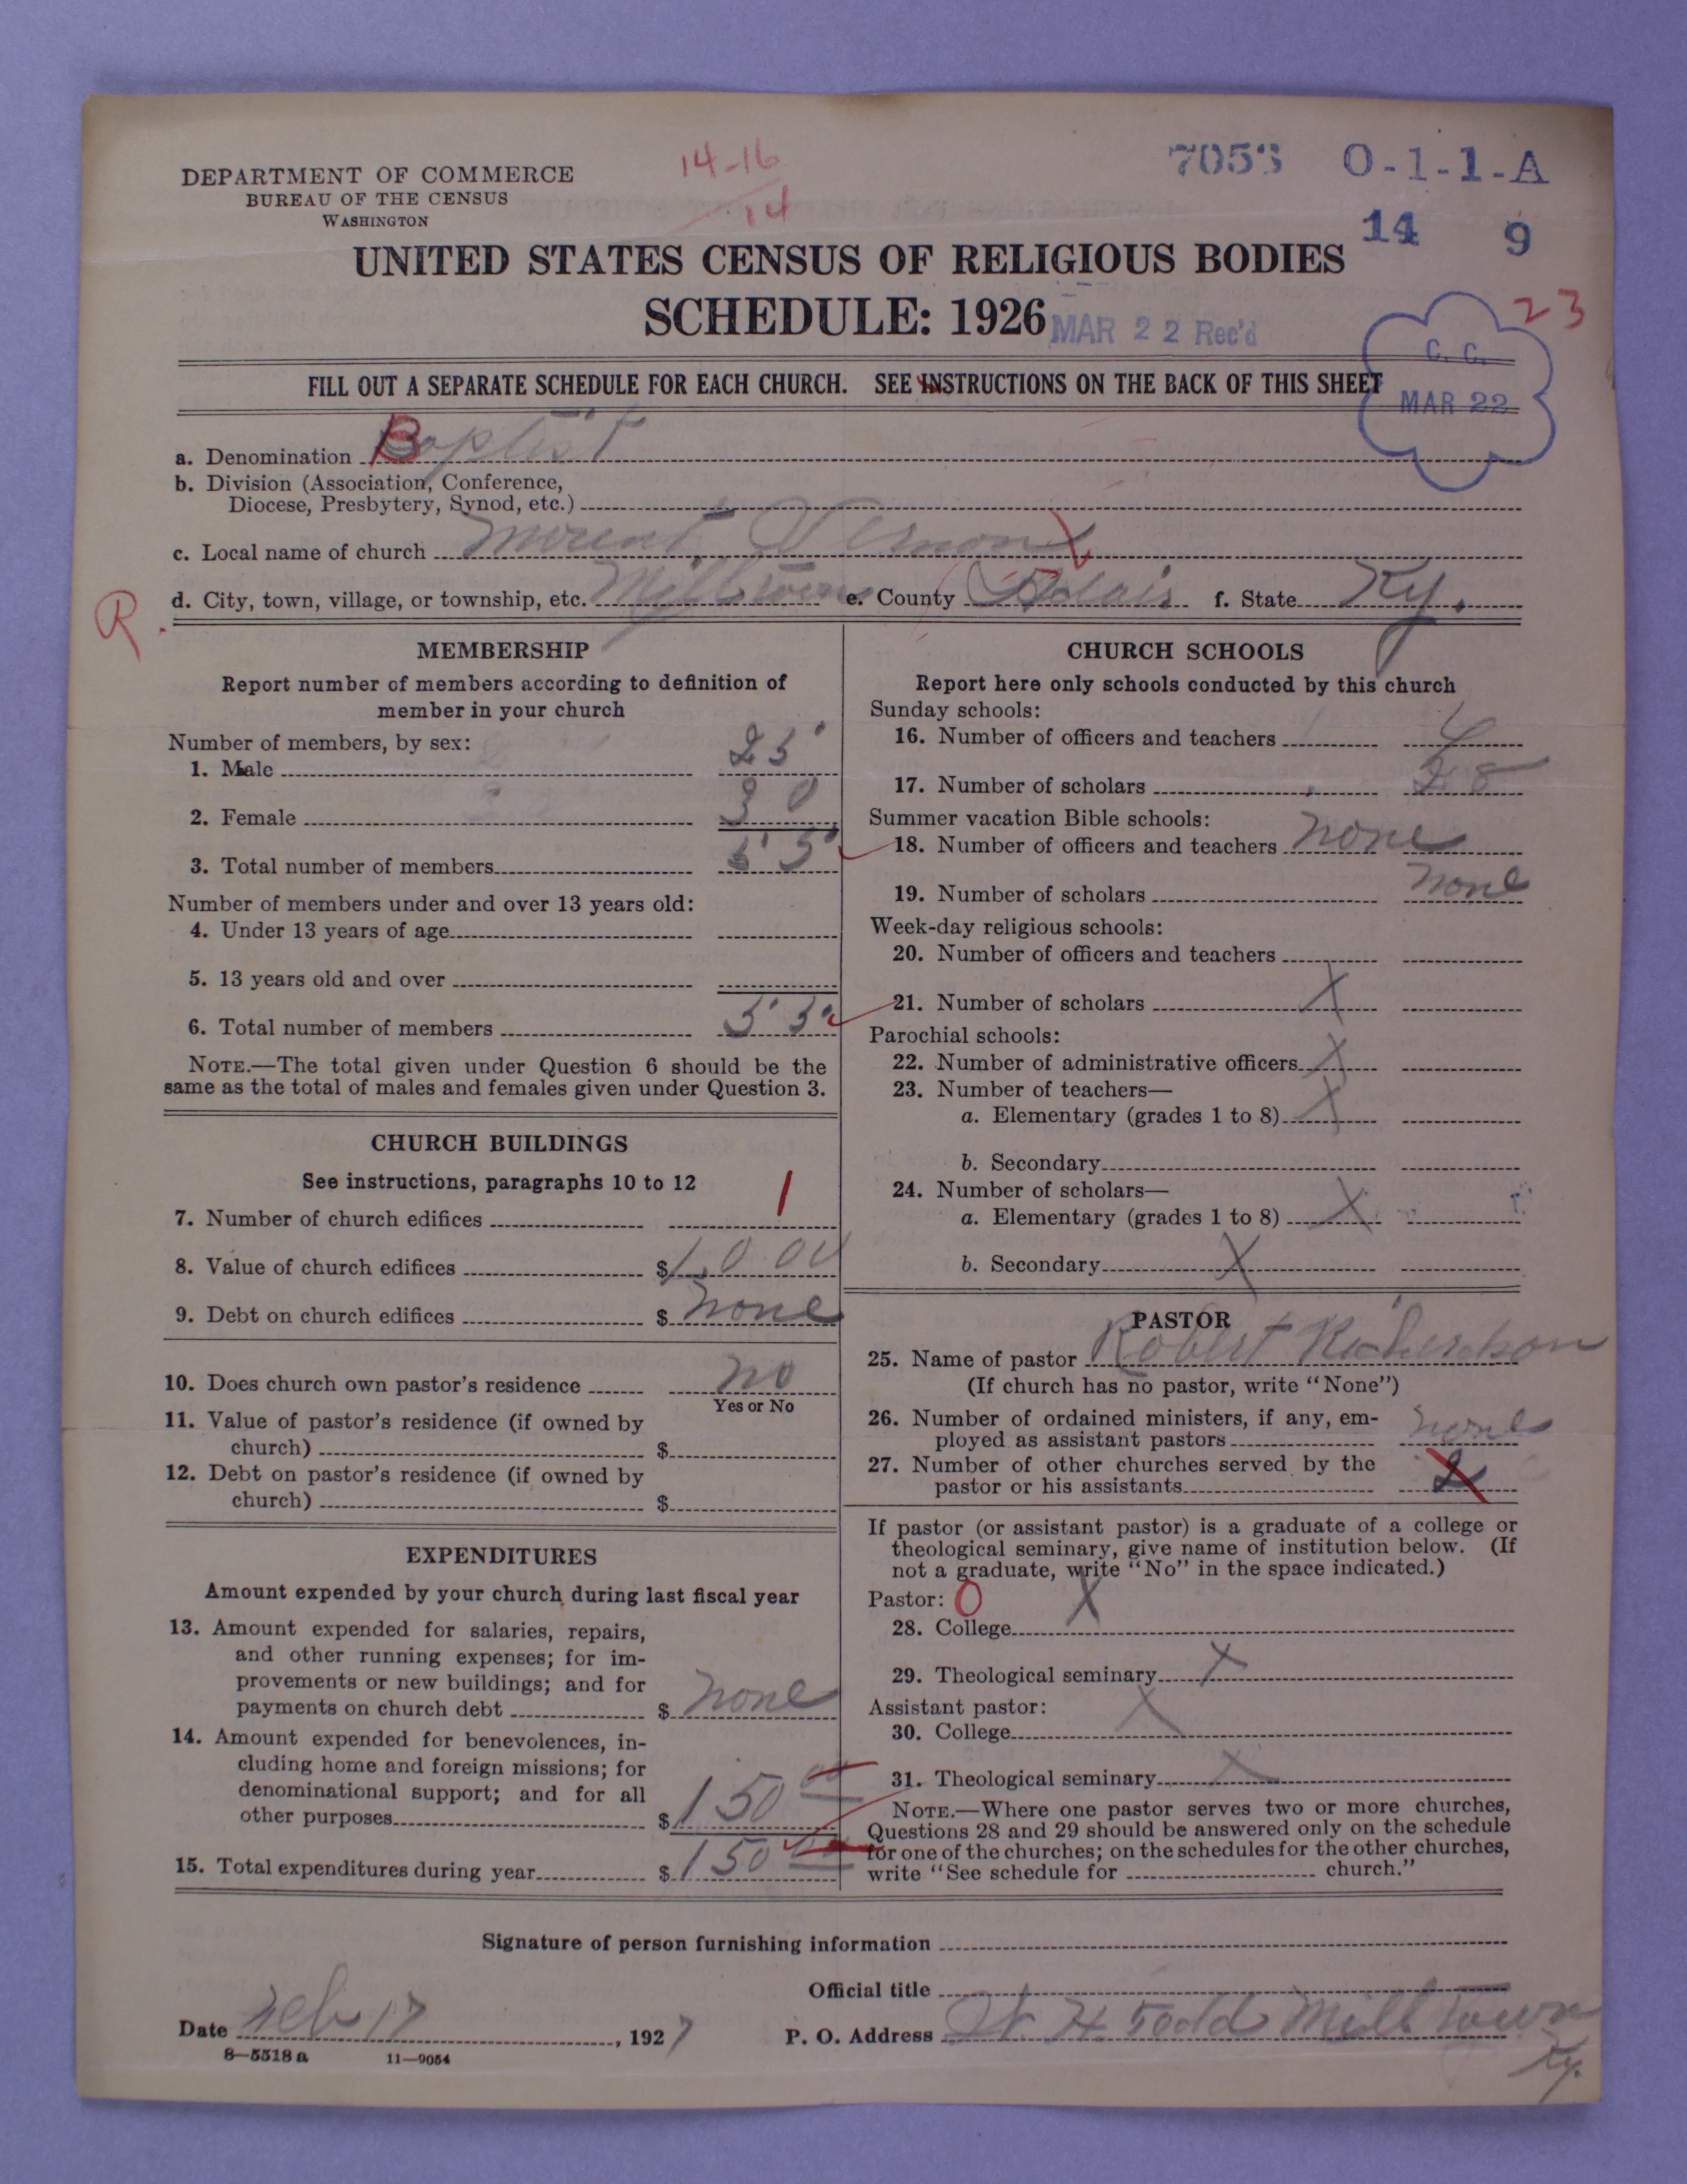 14-16
14
7053 O-1-1-A
14 9
DEPARTMENT OF COMMERCE
BUREAU OF THE CENSUS
WASHINGTON
UNITED STATES CENSUS OF RELIGIOUS BODIES
SCHEDULE: 1926
MAR 22 Rec'd
23
C. C.
MAR 22
FILL OUT A SEPARATE SCHEDULE FOR EACH CHURCH. SEE INSTRUCTIONS ON THE BACK OF THIS SHEET
a. Denomination Baptist
b. Division (Association, Conference,
Diocese, Presbytery, Synod, etc.)
c. Local name of church Mount Vernon
R. d. City, town, village, or township, etc. Milltown e. County Adair f. State Ky.
MEMBERSHIP
Report number of members according to definition of
member in your church
Number of members, by sex:
1. Male 25
2. Female 30
3. Total number of members 55
Number of members under and over 13 years old:
4. Under 13 years of age
5. 13 years old and over
6. Total number of members 55
NOTE.—The total given under Question 6 should be the
same as the total of males and females given under Question 3.
CHURCH BUILDINGS
See instructions, paragraphs 10 to 12
7. Number of church edifices 1
8. Value of church edifices $1,000
9. Debt on church edifices $ none
10. Does church own pastor's residence no
Yes or No
11. Value of pastor's residence (if owned by
church) $
12. Debt on pastor's residence (if owned by
church) $
EXPENDITURES
Amount expended by your church during last fiscal year
13. Amount expended for salaries, repairs,
and other running expenses; for im-
provements or new buildings; and for
payments on church debt $ none
14. Amount expended for benevolences, in-
cluding home and foreign missions; for
denominational support; and for all
other purposes $ 150 00
15. Total expenditures during year $ 150 00
CHURCH SCHOOLS
Report here only schools conducted by this church
Sunday schools:
16. Number of officers and teachers 4
17. Number of scholars 28
Summer vacation Bible schools:
18. Number of officers and teachers none
19. Number of scholars none
Week-day religious schools:
20. Number of officers and teachers
21. Number of scholars X
Parochial schools:
22. Number of administrative officers X
23. Number of teachers—
a. Elementary (grades 1 to 8) X
b. Secondary
24. Number of scholars—
a. Elementary (grades 1 to 8) X
b. Secondary X
PASTOR
25. Name of pastor Robert Richerdson
(If church has no pastor, write "None")
26. Number of ordained ministers, if any, em-
ployed as assistant pastors none
27. Number of other churches served by the
pastor or his assistants 2
If pastor (or assistant pastor) is a graduate of a college or
theological seminary, give name of institution below. (If
not a graduate, write "No" in the space indicated.)
Pastor: O
28. College X
29. Theological seminary X
Assistant pastor:
30. College X
31. Theological seminary X
NOTE.—Where one pastor serves two or more churches,
Questions 28 and 29 should be answered only on the schedule
for one of the churches; on the schedules for the other churches,
write "See schedule for church."
Signature of person furnishing information
Official title
Date Feb 17, 1927
P. O. Address H Todd Milltown
Ky.
8—5518 a 11—9054